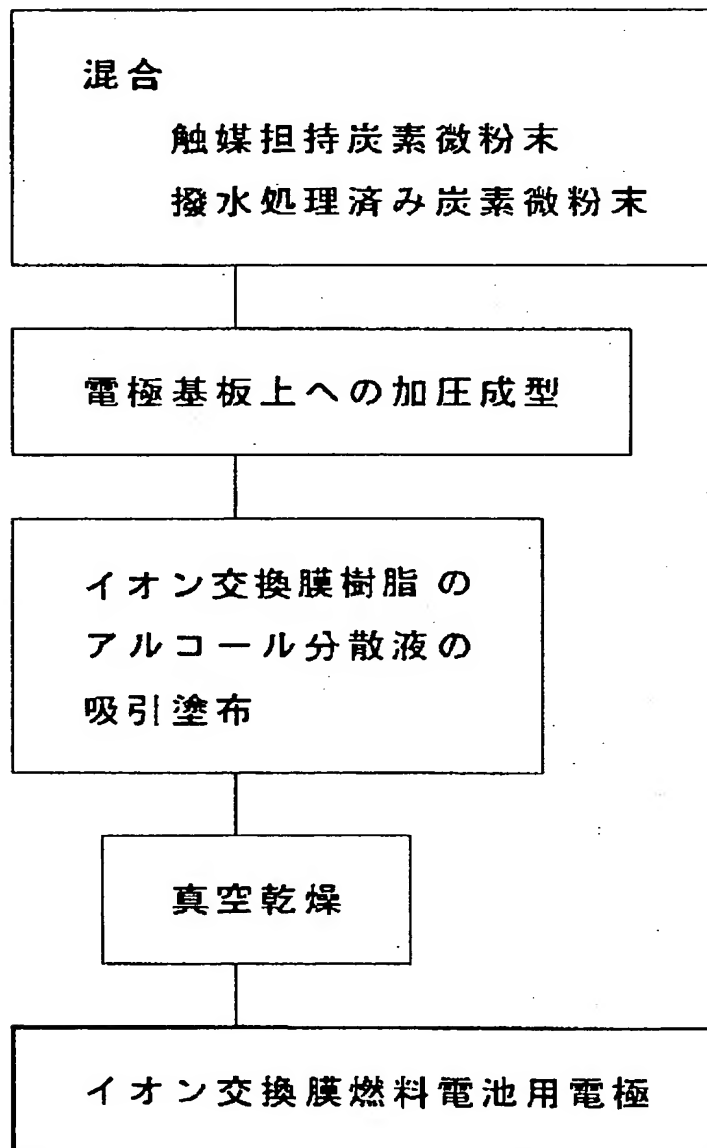 混合
触媒担持炭素微粉末
撥水処理済み炭素微粉末
電極基板上への加圧成型
イオン交換膜樹脂の
アルコール分散液の
吸引塗布
真空乾燥
イオン交換膜燃料電池用電極